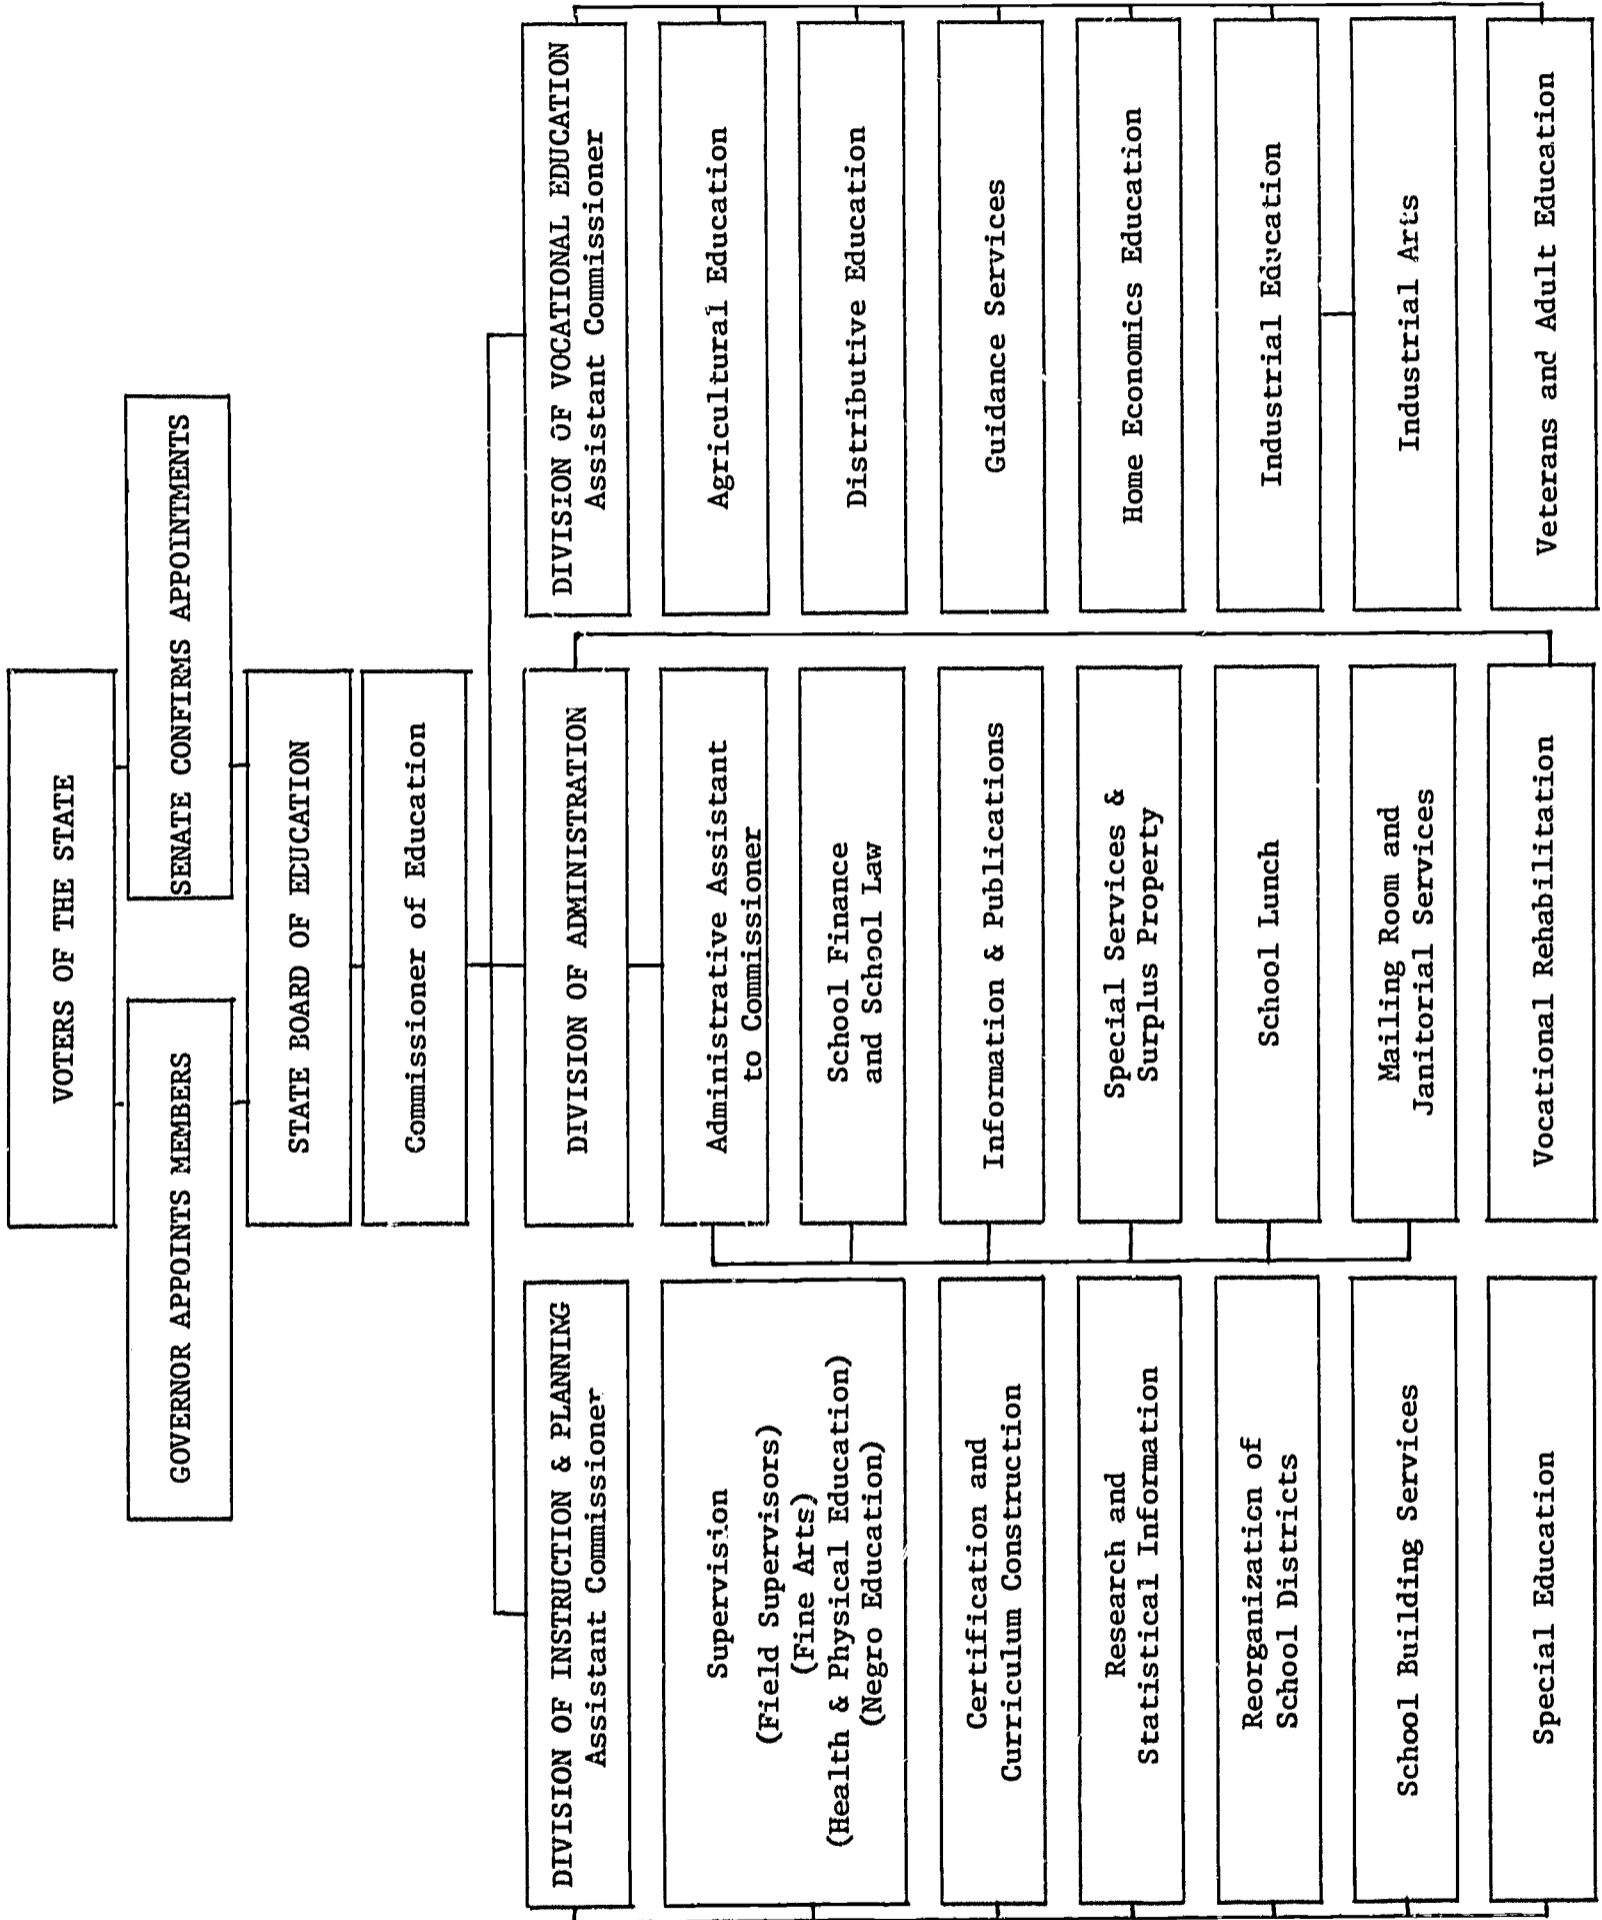 VOTERS OF THE STATE
GOVERNOR APPOINTS MEMBERS
SENATE CONFIRMS APPOINTMENTS
STATE BOARD OF EDUCATION
Commissioner of Education
DIVISION OF INSTRUCTION & PLANNING
Assistant Commissioner
Supervision
(Field Supervisors)
(Fine Arts)
(Health & Physical Education)
(Negro Education)
Certification and
Curriculum Construction
Research and
Statistical Information
Reorganization of
School Districts
School Building Services
Special Education
DIVISION OF ADMINISTRATION
Administrative Assistant
to Commissioner
School Finance
and School Law
Information & Publications
Special Services &
Surplus Property
School Lunch
Mailing Room and
Janitorial Services
Vocational Rehabilitation
DIVISION OF VOCATIONAL EDUCATION
Assistant Commissioner
Agricultural Education
Distributive Education
Guidance Services
Home Economics Education
Industrial Education
Industrial Arts
Veterans and Adult Education